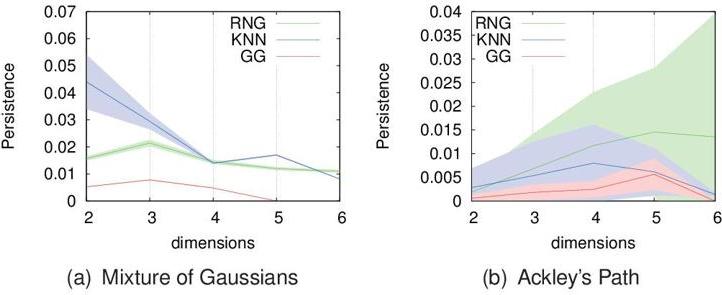 0.07
0.06
0.05
0.04
0.03
0.02
0.01
0
Persistence
RNG
KNN
GG
2 3 4 5 6
dimensions
(a) Mixture of Gaussians
0.04
0.035
0.03
0.025
0.02
0.015
0.01
0.005
0
Persistence
RNG
KNN
GG
2 3 4 5 6
dimensions
(b) Ackley's Path